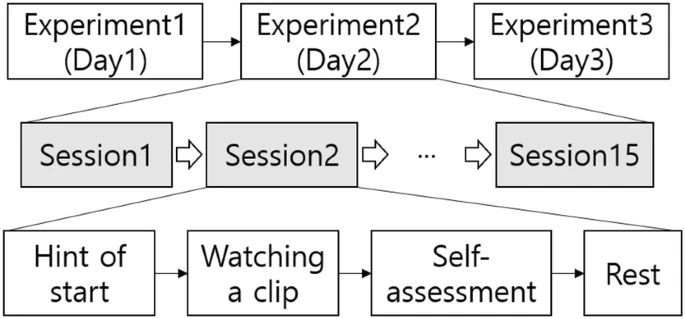 Experiment1
(Day1)
Experiment2
(Day2)
Experiment3
(Day3)
Session1
Session2
...
Session15
Hint of
start
Watching
a clip
Self-
assessment
Rest